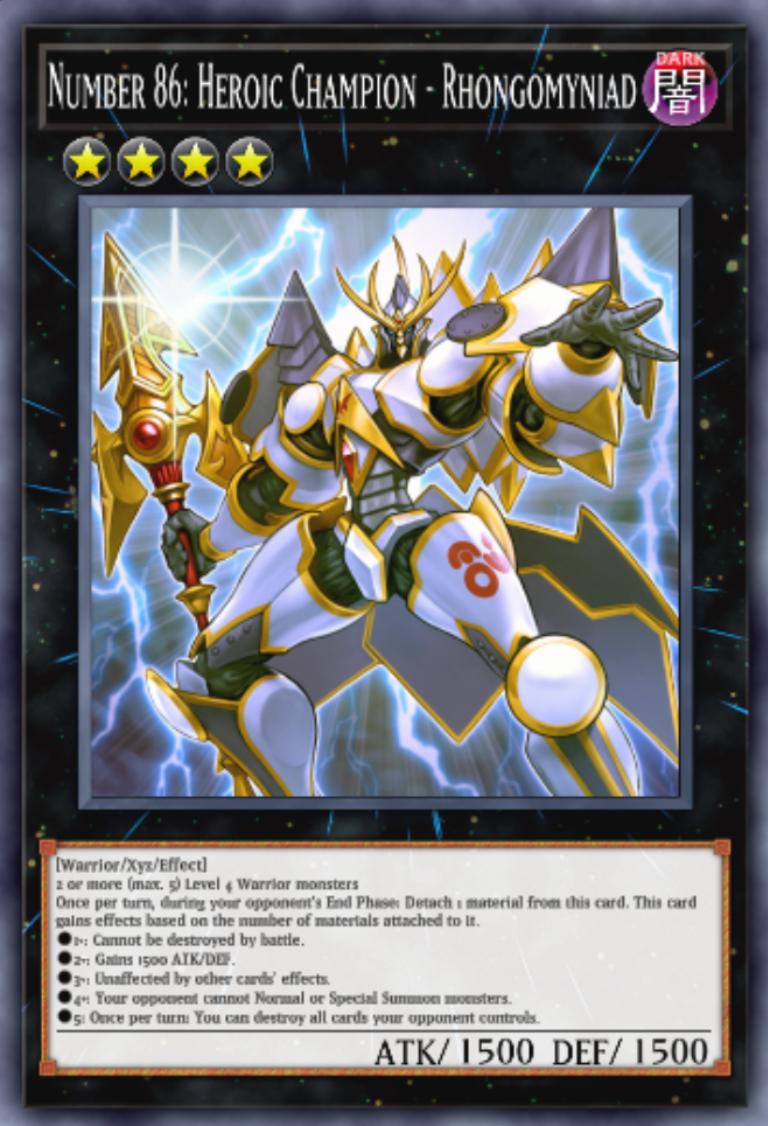 NUMBER 86: HEROIC CHAMPION - RHONGOMYNIAD
DARK
闇
[Warrior/Xyz/Effect]
2 or more (max. 5) Level 4 Warrior monsters
Once per turn, during your opponent's End Phase: Detach 1 material from this card. This card
gains effects based on the number of materials attached to it.
●1+: Cannot be destroyed by battle.
●2+: Gains 1500 ATK/DEF.
●3+: Unaffected by other cards' effects.
●4+: Your opponent cannot Normal or Special Summon monsters.
●5: Once per turn: You can destroy all cards your opponent controls.
ATK/ 1500 DEF/ 1500